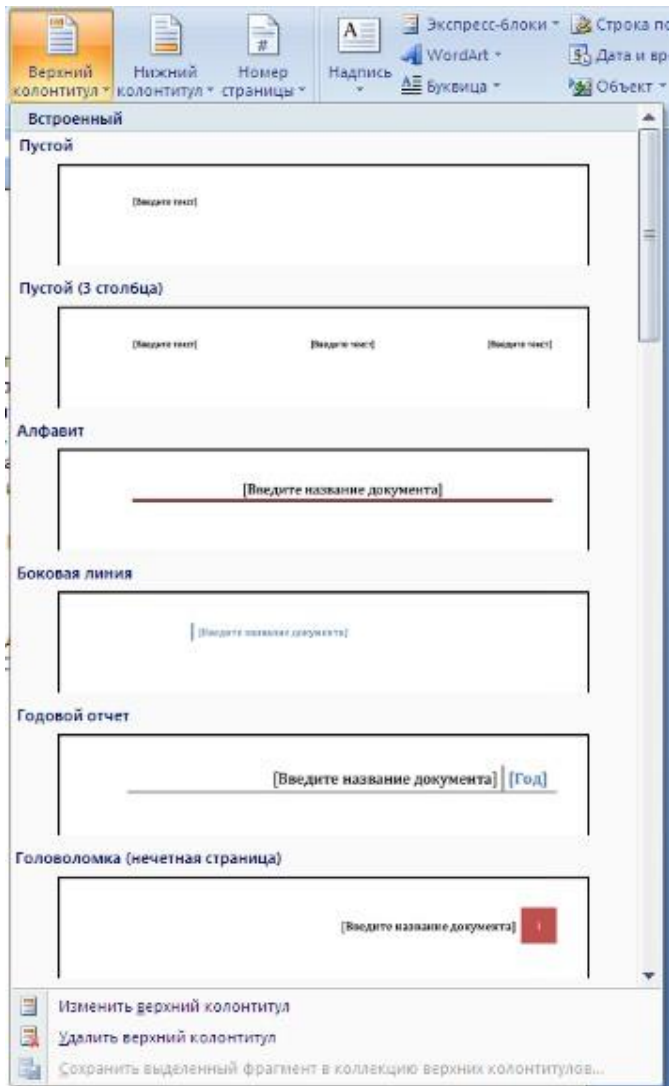 Верхний колонтитул
Нижний колонтитул
Номер страницы
#
Надпись
A
Экспресс-блоки
WordArt
Буквица
Строка по
Дата и вр
Объект
Встроенный
Пустой
[Введите текст]
Пустой (3 столбца)
[Введите текст] [Введите текст] [Введите текст]
Алфавит
[Введите название документа]
Боковая линия
[Введите название документа]
Годовой отчет
[Введите название документа] [Год]
Головоломка (нечетная страница)
[Введите название документа] 1
Изменить верхний колонтитул
Удалить верхний колонтитул
Сохранить выделенный фрагмент в коллекцию верхних колонтитулов...